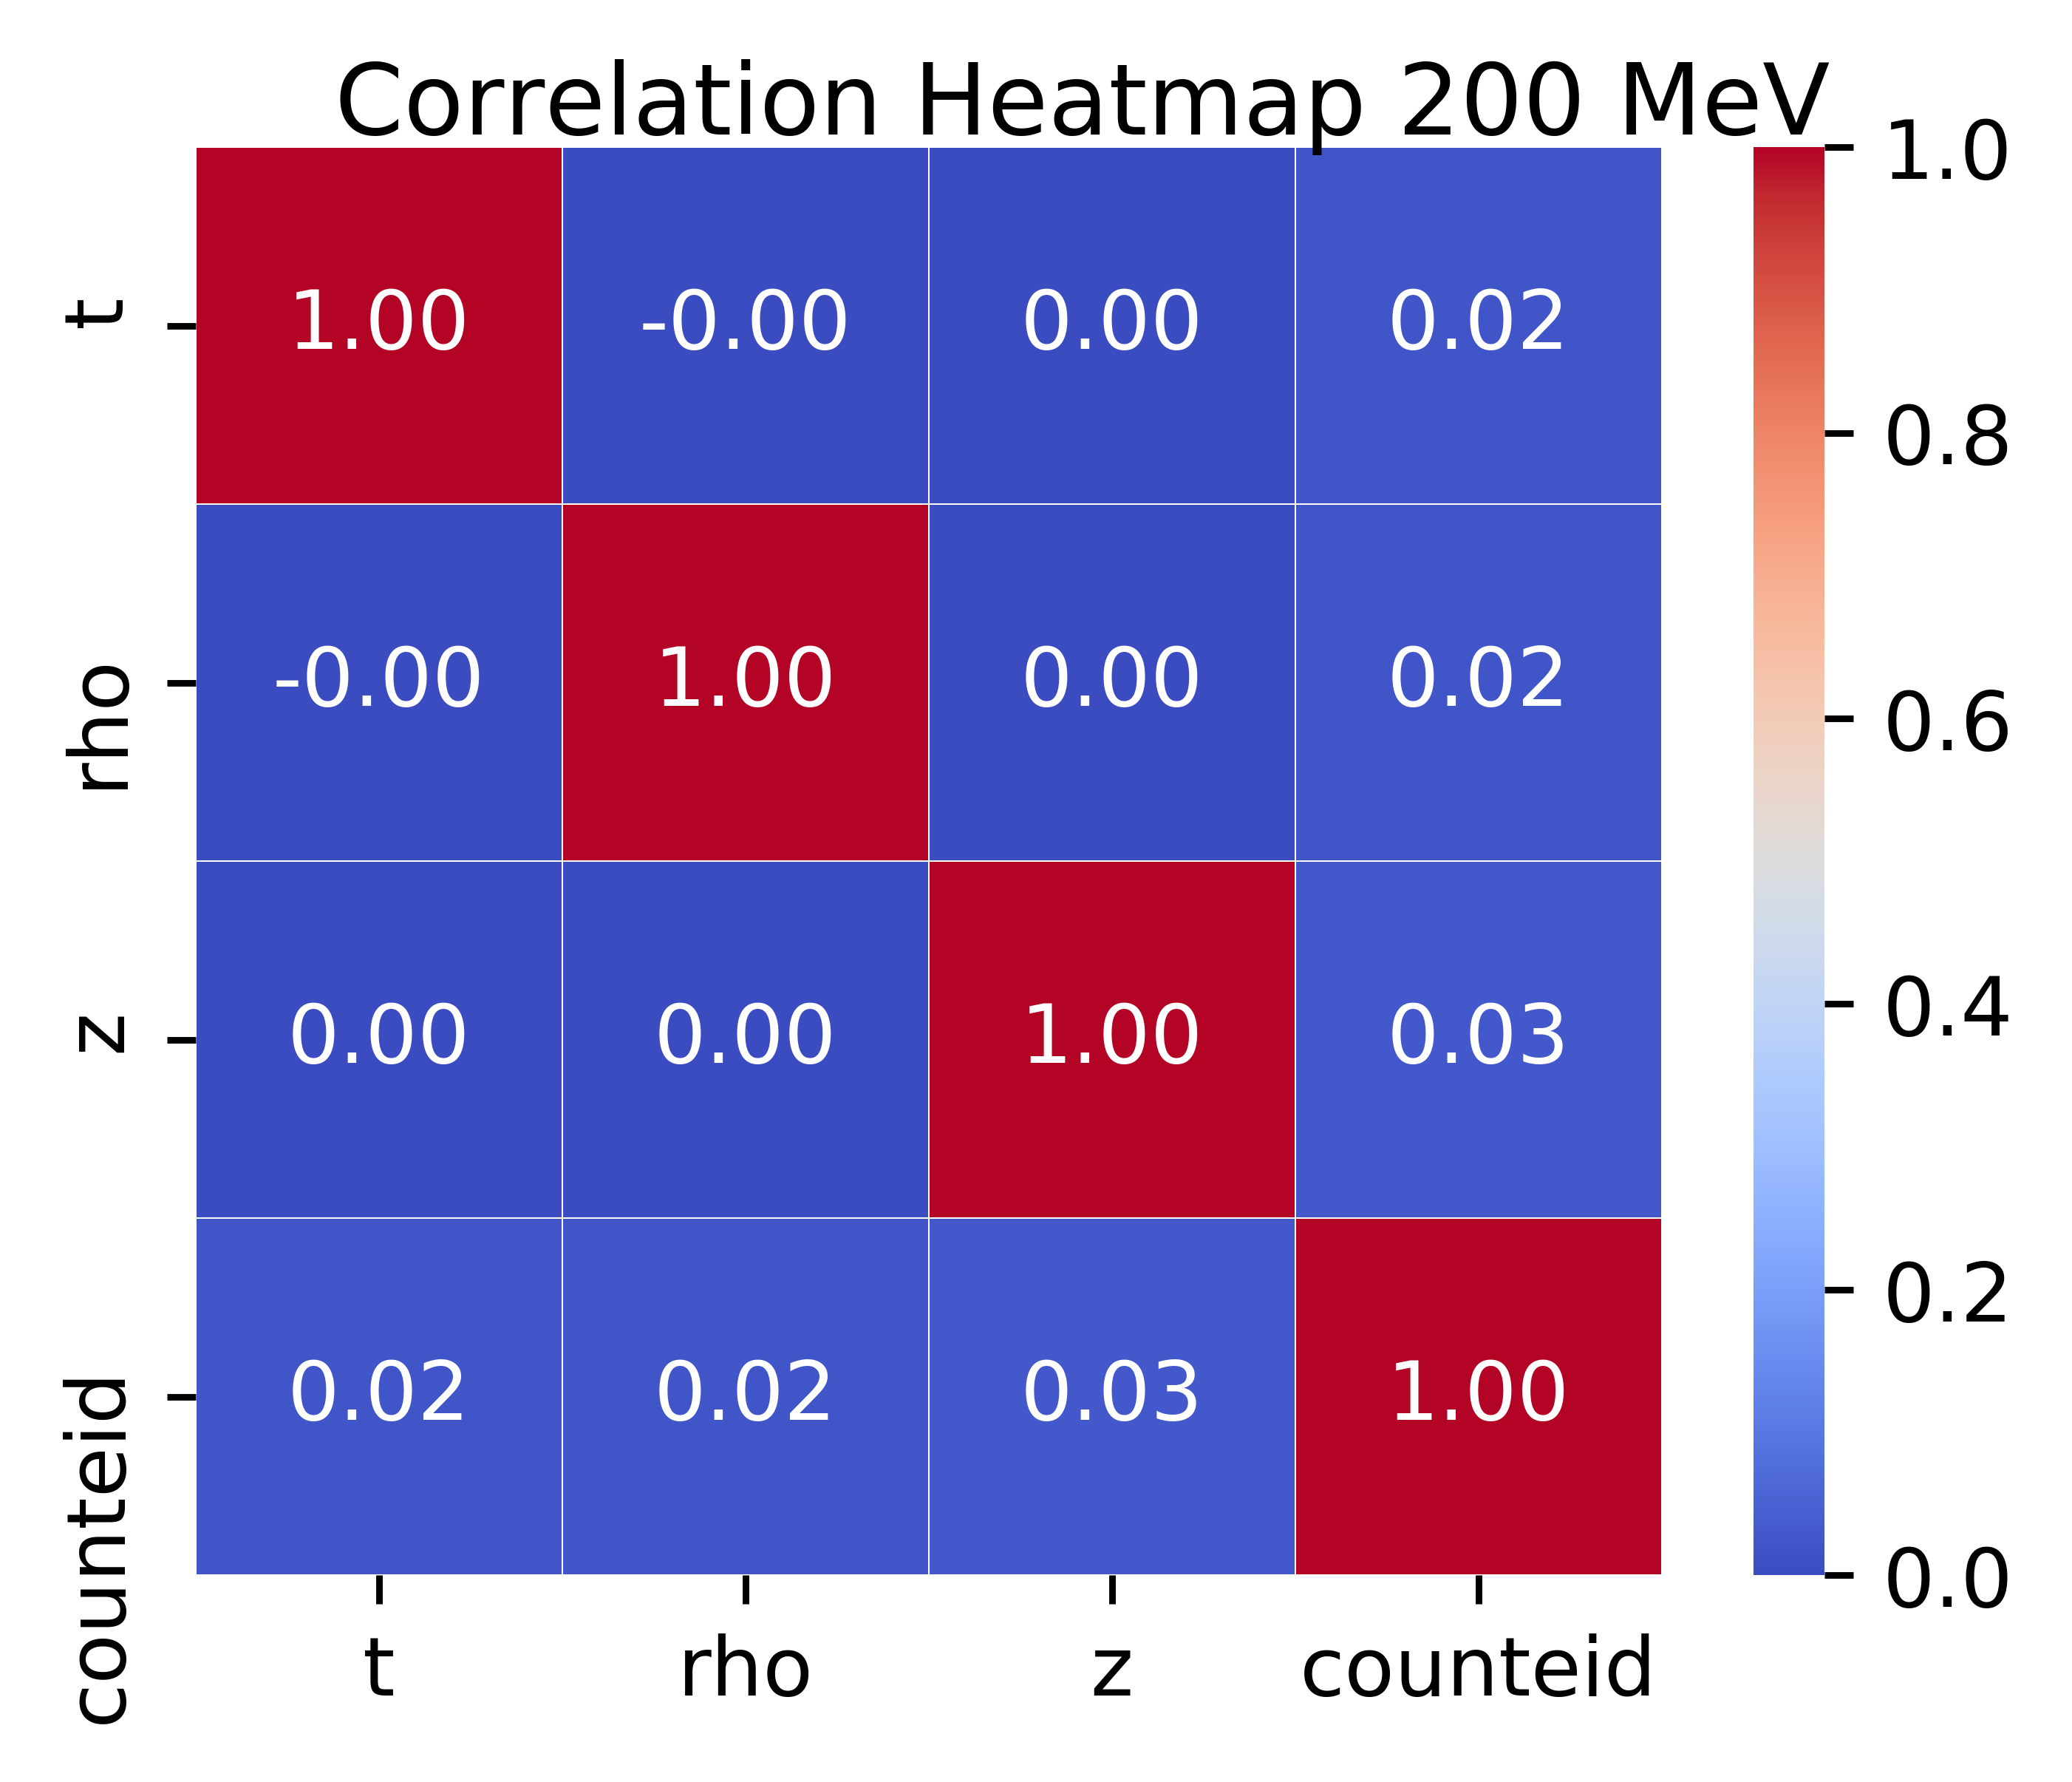 Correlation Heatmap 200 MeV
t
1.00 -0.00 0.00 0.02
rho
-0.00 1.00 0.00 0.02
z
0.00 0.00 1.00 0.03
counteid
0.02 0.02 0.03 1.00
t rho z counteid
1.0
0.8
0.6
0.4
0.2
0.0